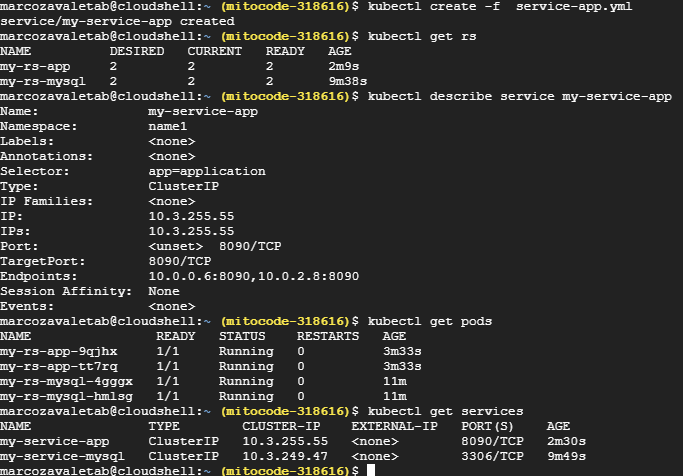 marcozavaletab@cloudshell:~ (mitocode-318616)$ kubectl create -f  service-app.yml
service/my-service-app created
marcozavaletab@cloudshell:~ (mitocode-318616)$ kubectl get rs
NAME          DESIRED   CURRENT   READY   AGE
my-rs-app     2         2         2       2m9s
my-rs-mysql   2         2         2       9m38s
marcozavaletab@cloudshell:~ (mitocode-318616)$ kubectl describe service my-service-app
Name:              my-service-app
Namespace:         name1
Labels:            <none>
Annotations:       <none>
Selector:          app=application
Type:              ClusterIP
IP Families:       <none>
IP:                10.3.255.55
IPs:               10.3.255.55
Port:              <unset>  8090/TCP
TargetPort:        8090/TCP
Endpoints:         10.0.0.6:8090,10.0.2.8:8090
Session Affinity:  None
Events:            <none>
marcozavaletab@cloudshell:~ (mitocode-318616)$ kubectl get pods
NAME                READY   STATUS    RESTARTS   AGE
my-rs-app-9qjhx     1/1     Running   0          3m33s
my-rs-app-tt7rq     1/1     Running   0          3m33s
my-rs-mysql-4gggx   1/1     Running   0          11m
my-rs-mysql-hmlsg   1/1     Running   0          11m
marcozavaletab@cloudshell:~ (mitocode-318616)$ kubectl get services
NAME               TYPE        CLUSTER-IP    EXTERNAL-IP   PORT(S)    AGE
my-service-app     ClusterIP   10.3.255.55   <none>        8090/TCP   2m30s
my-service-mysql   ClusterIP   10.3.249.47   <none>        3306/TCP   9m49s
marcozavaletab@cloudshell:~ (mitocode-318616)$